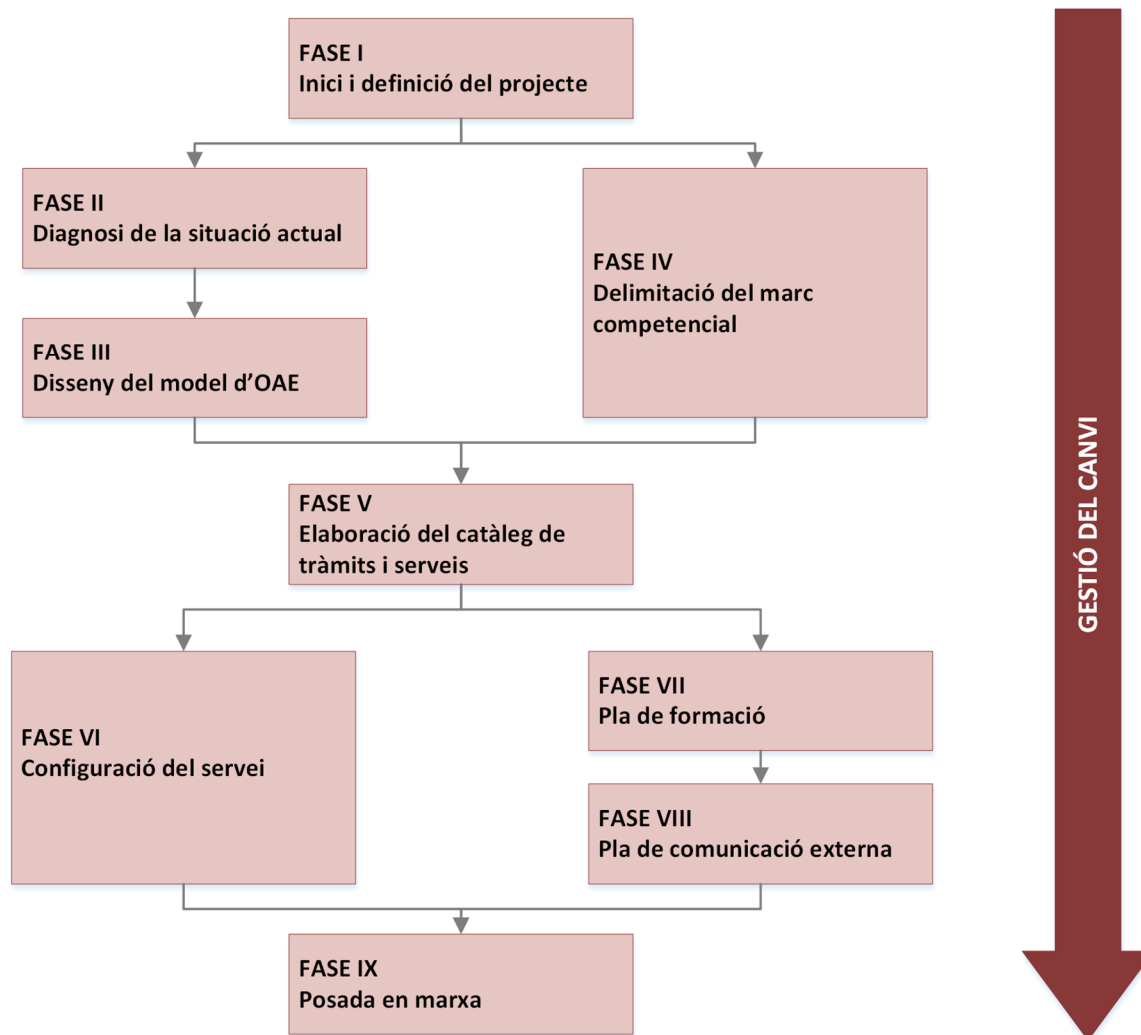 FASE I
Inici i definició del projecte
FASE II
Diagnosi de la situació actual
FASE III
Disseny del model d’OAE
FASE IV
Delimitació del marc
competencial
FASE V
Elaboració del catàleg de
tràmits i serveis
FASE VI
Configuració del servei
FASE VII
Pla de formació
FASE VIII
Pla de comunicació externa
FASE IX
Posada en marxa
GESTIÓ DEL CANVI